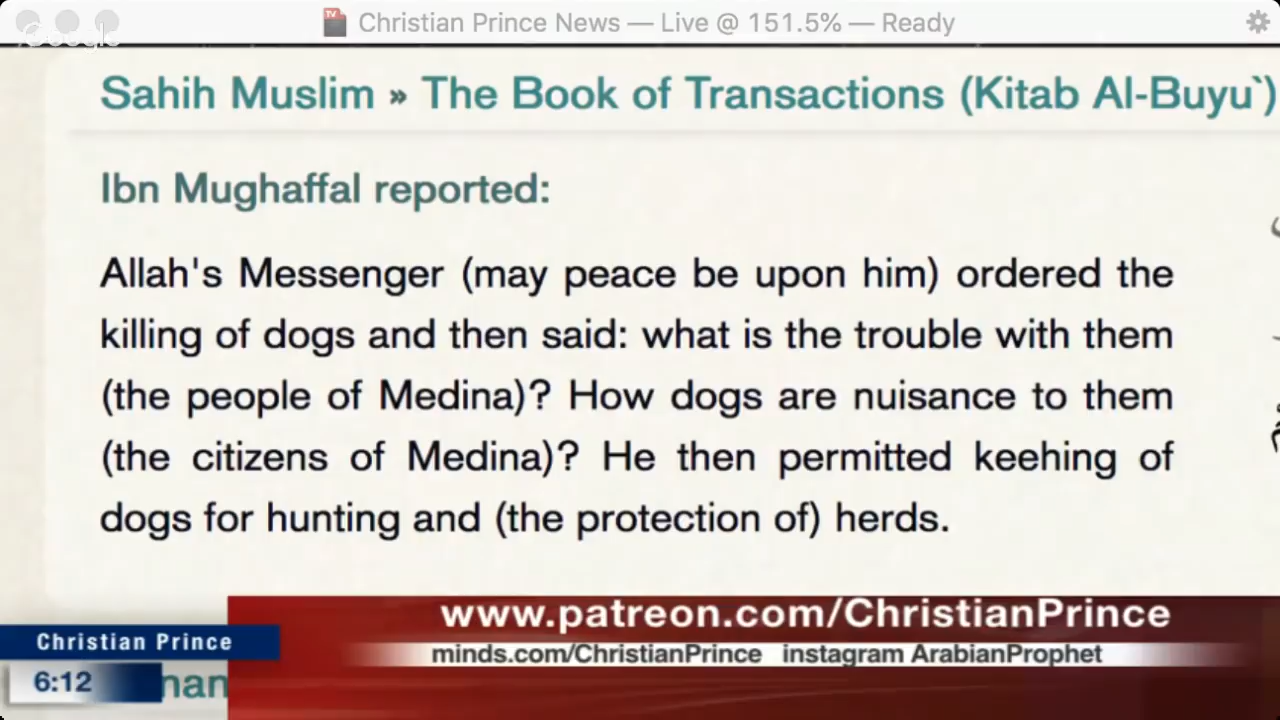 Christian Prince News — Live @ 151.5% — Ready
Google
Sahih Muslim » The Book of Transactions (Kitab Al-Buyu`)
Ibn Mughaffal reported:
Allah's Messenger (may peace be upon him) ordered the
killing of dogs and then said: what is the trouble with them
(the people of Medina)? How dogs are nuisance to them
(the citizens of Medina)? He then permitted keehing of
dogs for hunting and (the protection of) herds.
www.patreon.com/ChristianPrince
Christian Prince
minds.com/ChristianPrince instagram ArabianProphet
6:12